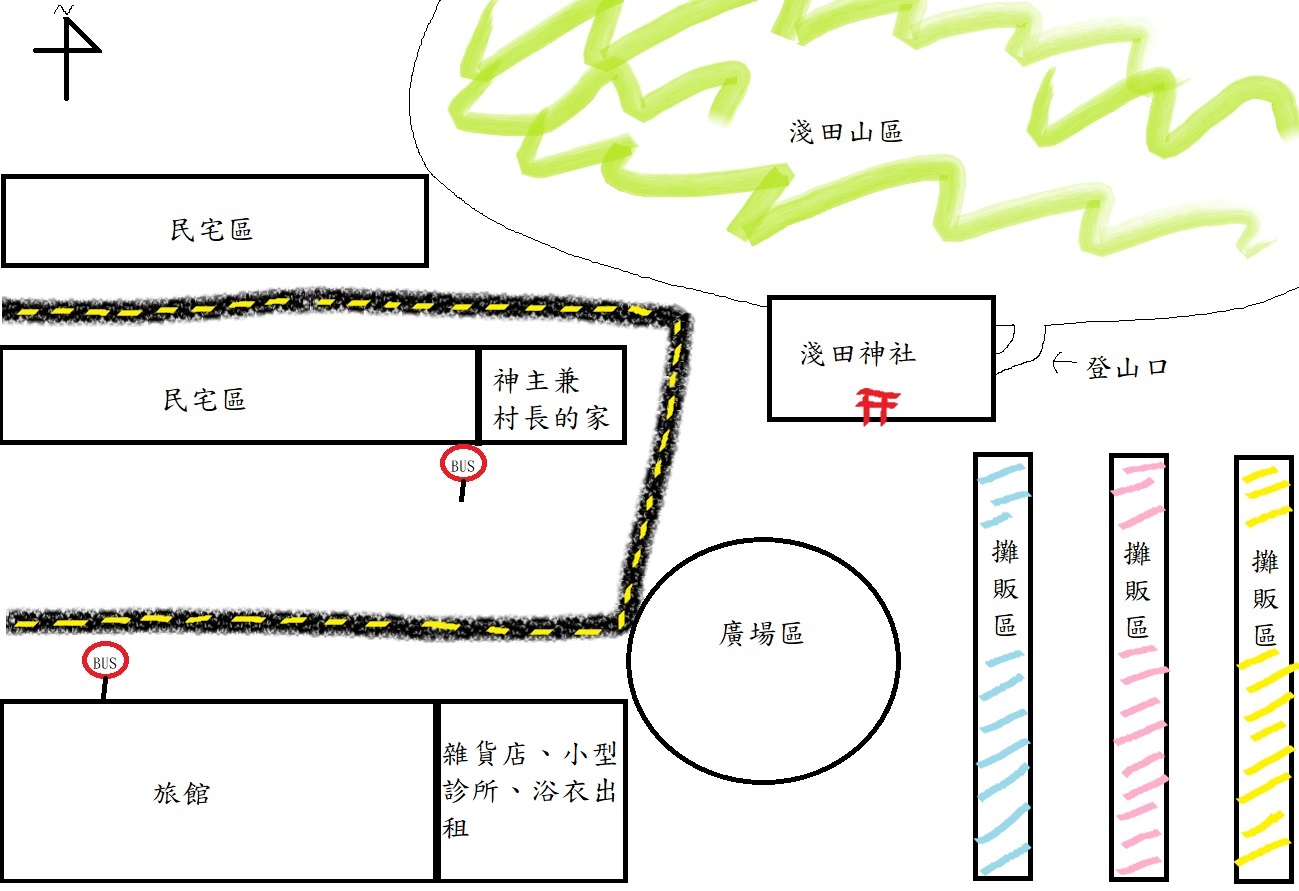 淺田山區
民宅區
淺田神社
登山口
民宅區
神主兼
村長的家
BUS
攤販區
攤販區
攤販區
廣場區
BUS
旅館
雜貨店、小型
診所、浴衣出
租